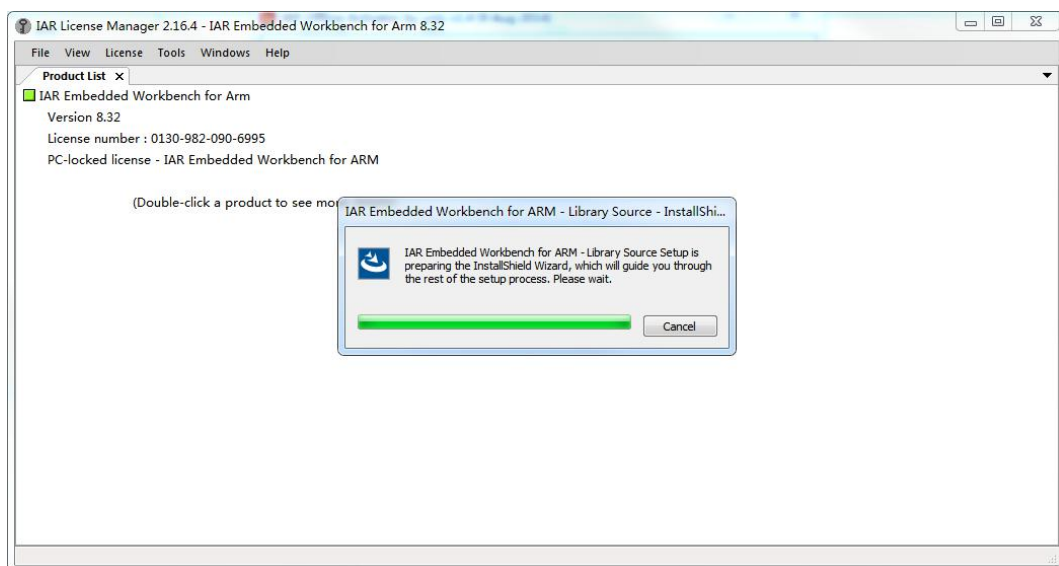 IAR License Manager 2.16.4 - IAR Embedded Workbench for Arm 8.32
File View License Tools Windows Help
Product List
IAR Embedded Workbench for Arm
Version 8.32
License number : 0130-982-090-6995
PC-locked license - IAR Embedded Workbench for ARM
(Double-click a product to see
IAR Embedded Workbench for ARM - Library Source - InstallShi...
IAR Embedded Workbench for ARM - Library Source Setup is
preparing the InstallShield Wizard, which will guide you through
the rest of the setup process. Please wait.
Cancel